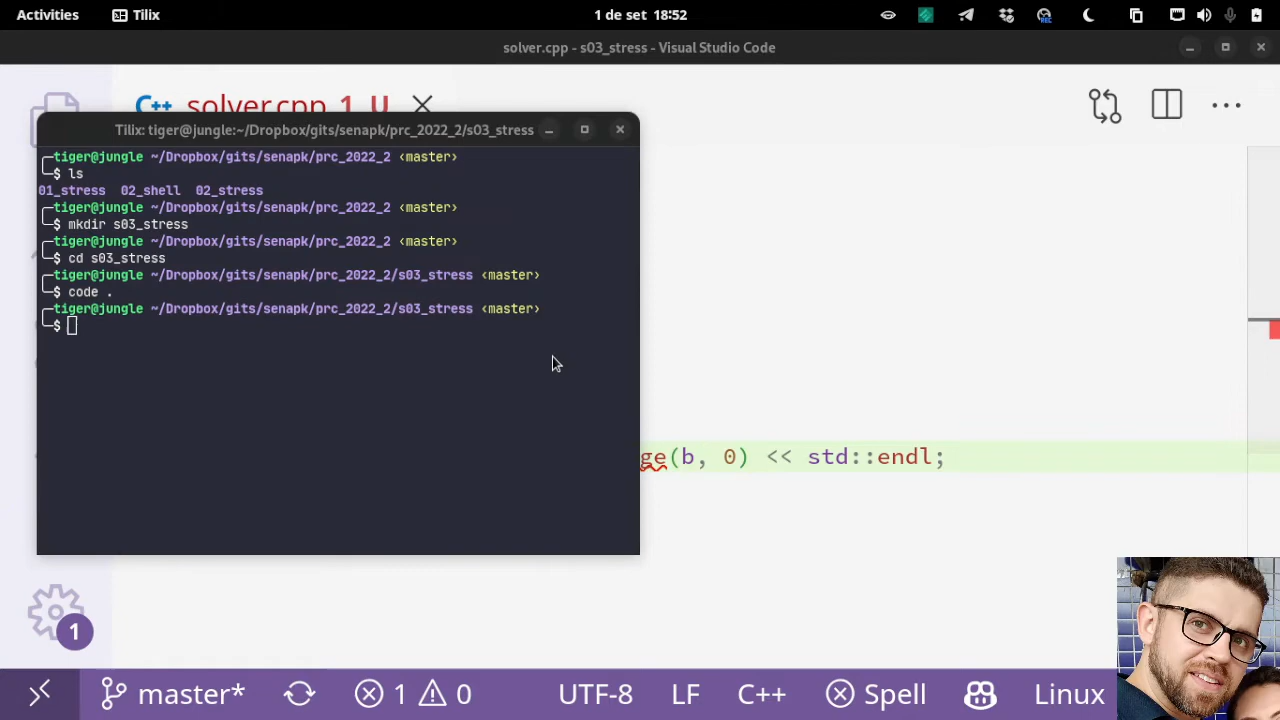 Activities Tilix 1 de set 18:52
solver.cpp - s03_stress - Visual Studio Code
C++ solver.cpp 1, U
Tilix: tiger@jungle:~/Dropbox/gits/senapk/prc_2022_2/s03_stress
tiger@jungle ~/Dropbox/gits/senapk/prc_2022_2 ‹master›
$ ls
01_stress 02_shell 02_stress
tiger@jungle ~/Dropbox/gits/senapk/prc_2022_2 ‹master›
$ mkdir s03_stress
tiger@jungle ~/Dropbox/gits/senapk/prc_2022_2 ‹master›
$ cd s03_stress
tiger@jungle ~/Dropbox/gits/senapk/prc_2022_2/s03_stress ‹master›
$ code .
tiger@jungle ~/Dropbox/gits/senapk/prc_2022_2/s03_stress ‹master›
$
ge(b, 0) << std::endl;
1
master* 1 0 UTF-8 LF C++ Spell Linux